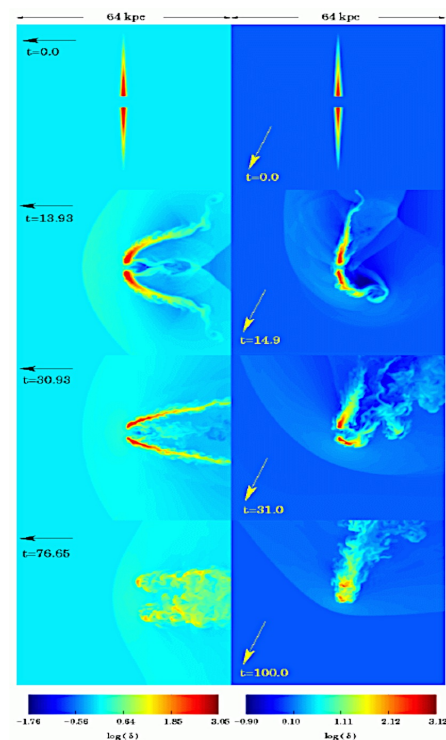 64 kpc 64 kpc
t=0.0
t=0.0
t=13.93
t=14.9
t=30.93
t=31.0
t=76.65
t=100.0
-1.76 -0.56 0.64 1.85 3.05 -0.90 0.10 1.12 2.12 3.12
log(δ) log(δ)